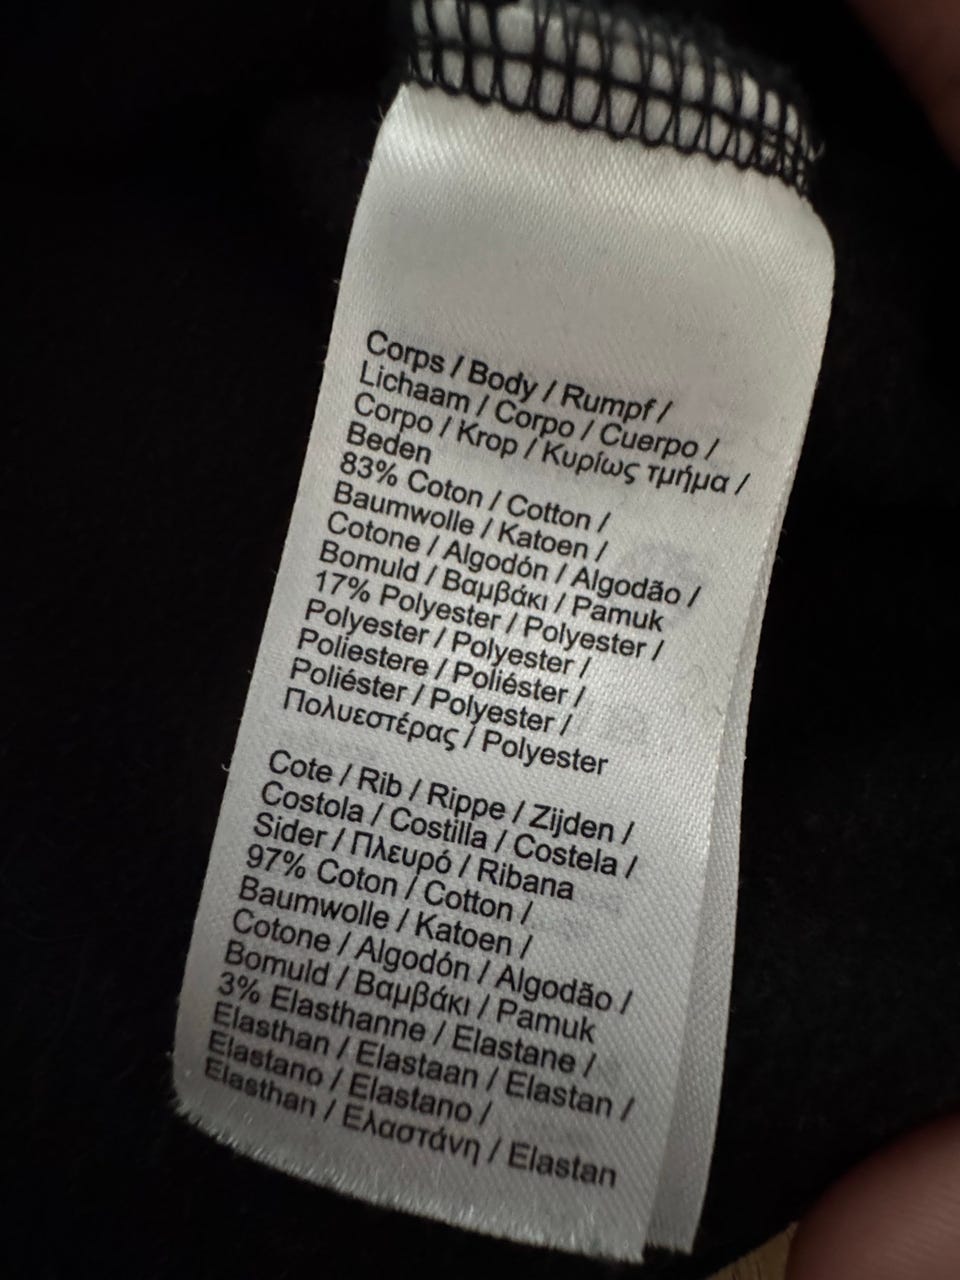 Corps / Body / Rumpf /
Lichaam / Corpo / Cuerpo /
Corpo / Krop / Κυρίως τμήμα /
Beden
83% Coton / Cotton /
Baumwolle / Katoen /
Cotone / Algodón / Algodão /
Bomuld / Βαμβάκι / Pamuk
17% Polyester / Polyester /
Polyester / Polyester /
Poliestere / Poliéster /
Poliéster / Polyester /
Πολυεστέρας / Polyester
Cote / Rib / Rippe / Zijden /
Costola / Costilla / Costela /
Sider / Πλευρό / Ribana
97% Coton / Cotton /
Baumwolle / Katoen /
Cotone / Algodón / Algodão /
Bomuld / Βαμβάκι / Pamuk
3% Elasthanne / Elastane /
Elasthan / Elastaan / Elastan /
Elastano / Elastano /
Elasthan / Ελαστάνη / Elastan